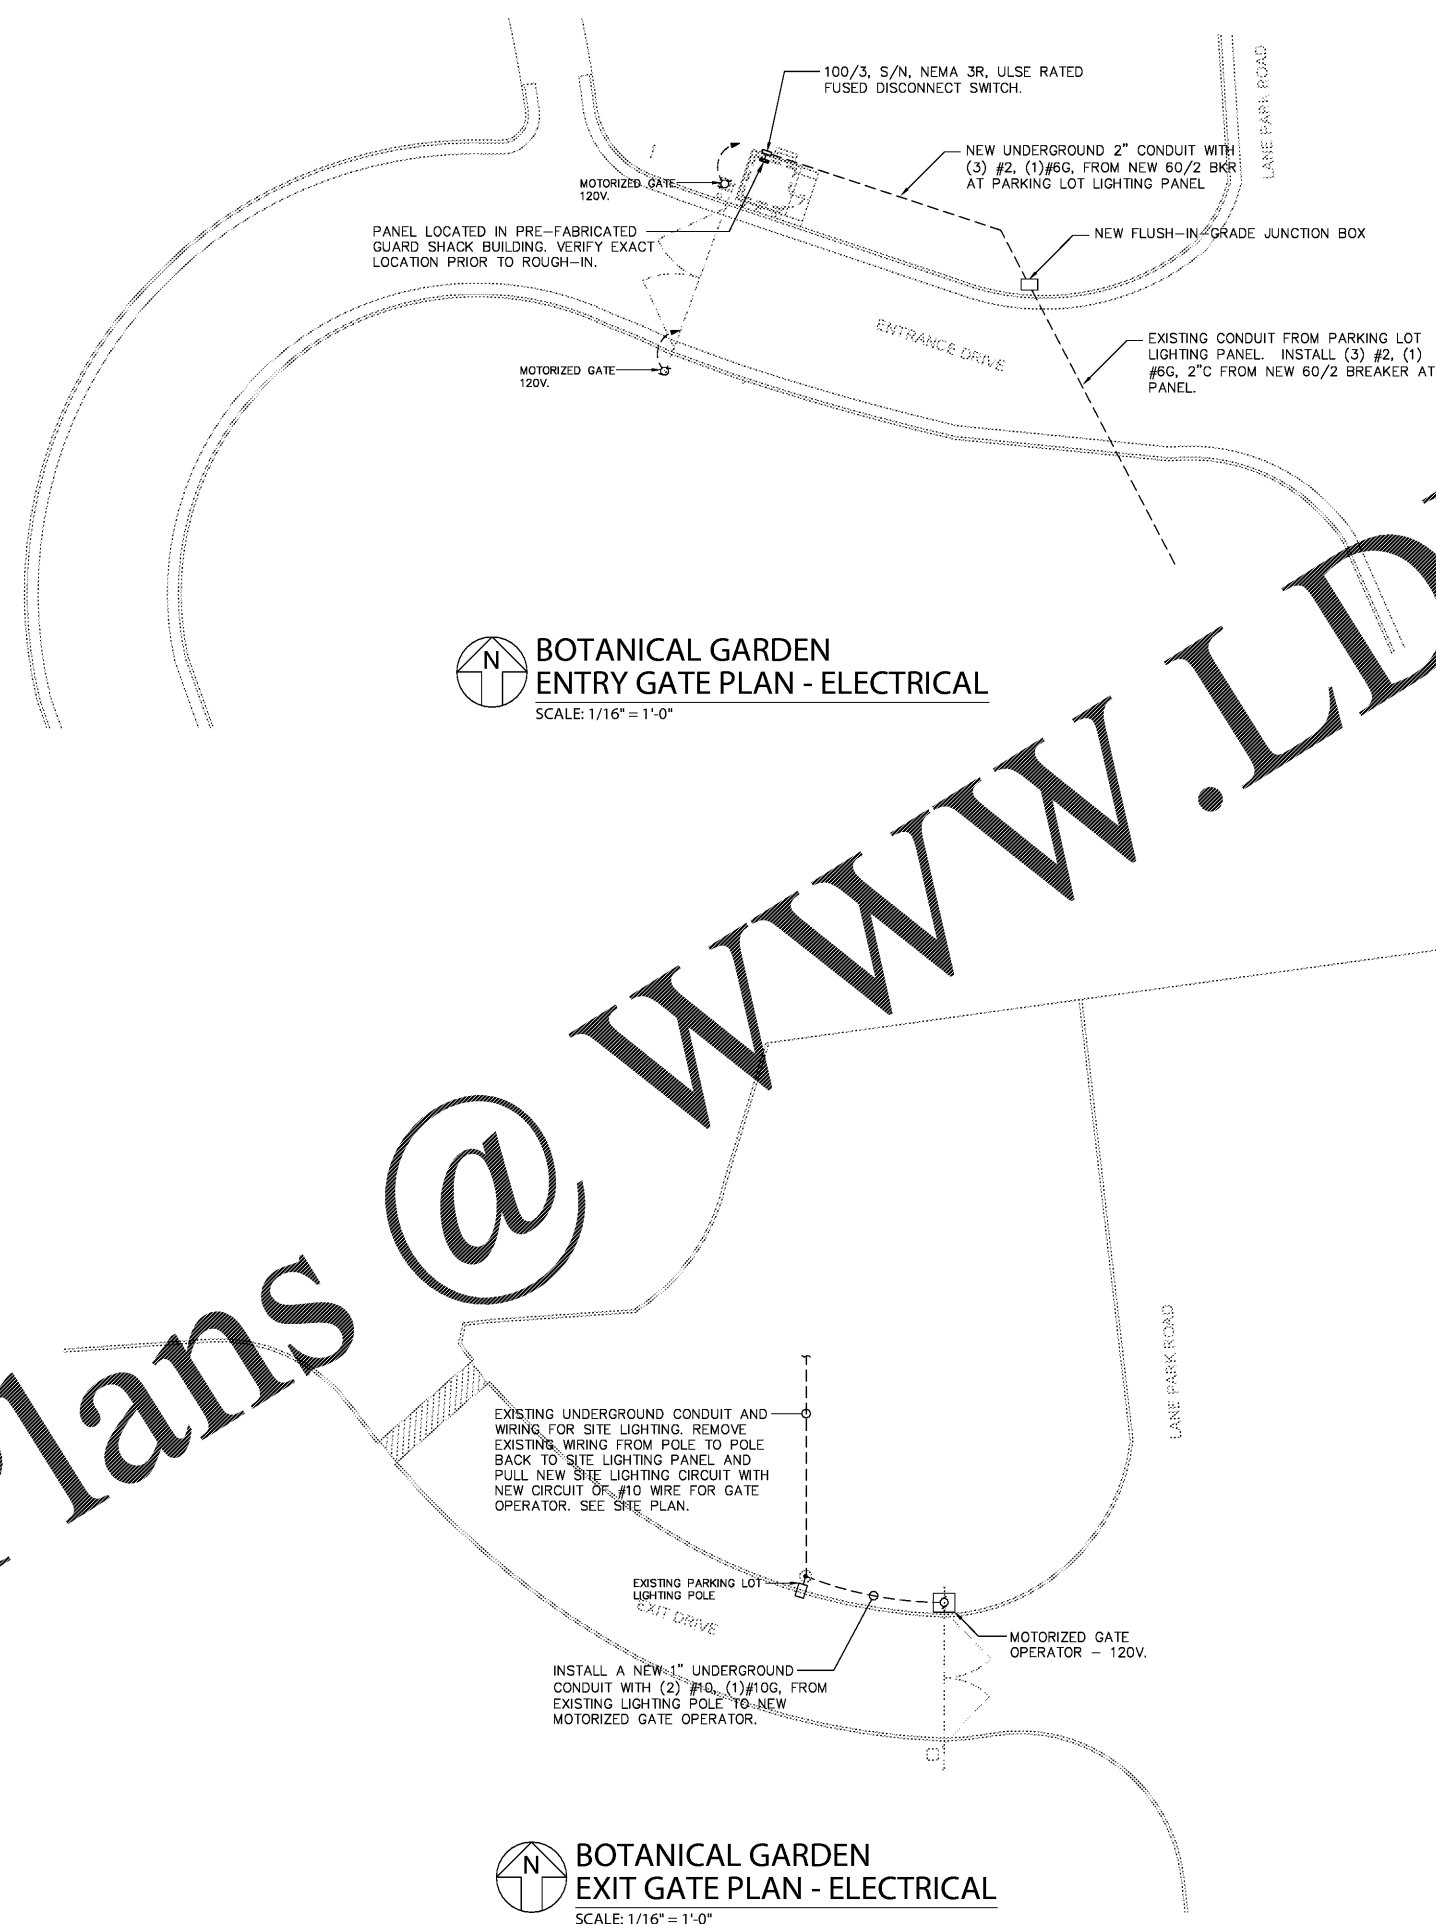 100/3, S/N, NEMA 3R, ULSE RATED
FUSED DISCONNECT SWITCH.
LANE PARK ROAD
NEW UNDERGROUND 2" CONDUIT WITH
(3) #2, (1)#6G, FROM NEW 60/2 BKR
AT PARKING LOT LIGHTING PANEL
MOTORIZED GATE
120V.
PANEL LOCATED IN PRE-FABRICATED
GUARD SHACK BUILDING. VERIFY EXACT
LOCATION PRIOR TO ROUGH-IN.
NEW FLUSH-IN-GRADE JUNCTION BOX
ENTRANCE DRIVE
EXISTING CONDUIT FROM PARKING LOT
LIGHTING PANEL. INSTALL (3) #2, (1)
#6G, 2"C FROM NEW 60/2 BREAKER AT
PANEL.
MOTORIZED GATE
120V.
N
BOTANICAL GARDEN
ENTRY GATE PLAN - ELECTRICAL
SCALE: 1/16" = 1'-0"
lans @ www.LD
LANE PARK ROAD
EXISTING UNDERGROUND CONDUIT AND
WIRING FOR SITE LIGHTING. REMOVE
EXISTING WIRING FROM POLE TO POLE
BACK TO SITE LIGHTING PANEL AND
PULL NEW SITE LIGHTING CIRCUIT WITH
NEW CIRCUIT OF #10 WIRE FOR GATE
OPERATOR. SEE SITE PLAN.
EXISTING PARKING LOT
LIGHTING POLE
EXIT DRIVE
MOTORIZED GATE
OPERATOR - 120V.
INSTALL A NEW 1" UNDERGROUND
CONDUIT WITH (2) #10, (1)#10G, FROM
EXISTING LIGHTING POLE TO NEW
MOTORIZED GATE OPERATOR.
N
BOTANICAL GARDEN
EXIT GATE PLAN - ELECTRICAL
SCALE: 1/16" = 1'-0"